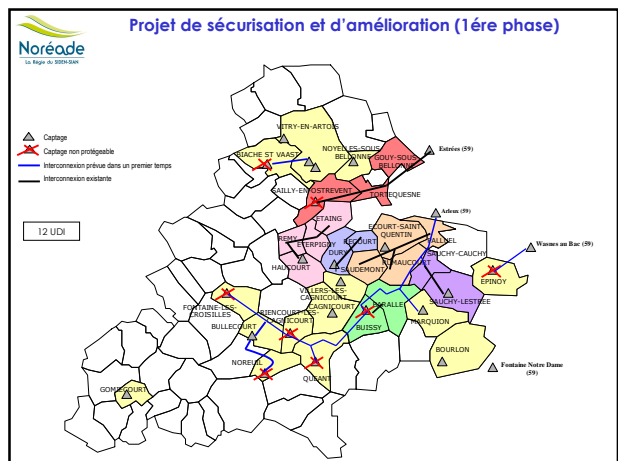 Projet de sécurisation et d'amélioration (1ére phase)
Noréade
La Régie du SIDEN-SIAN
Captage
Captage non protégeable
Interconnexion prévue dans un premier temps
Interconnexion existante
12 UDI
VITRY-EN-ARTOIS
BIACHE ST VAAST
NOYELLES-SOUS-
BELLONNE
GOUY-SOUS-
BELLONNE
Estrées (59)
SAILLY-EN-OSTREVENT
TORTEQUESNE
ETAING
Arleux (59)
ECOURT-SAINT-
QUENTIN
REMY
ETERPIGNY
RECOURT
PALLUEL
DURY
Wasnes au Bac (59)
HAUCOURT
SAUDEMONT
RUMAUCOURT
SAUCHY-CAUCHY
EPINOY
VILLERS-LES-
CAGNICOURT
SAUCHY-LESTREE
FONTAINE-LES-
CROISILLES
RIENCOURT-LES-
CAGNICOURT
CAGNICOURT
BARALLE
BULLECOURT
BUISSY
MARQUION
NOREUIL
QUEANT
BOURLON
Fontaine Notre Dame
(59)
GOMIECOURT